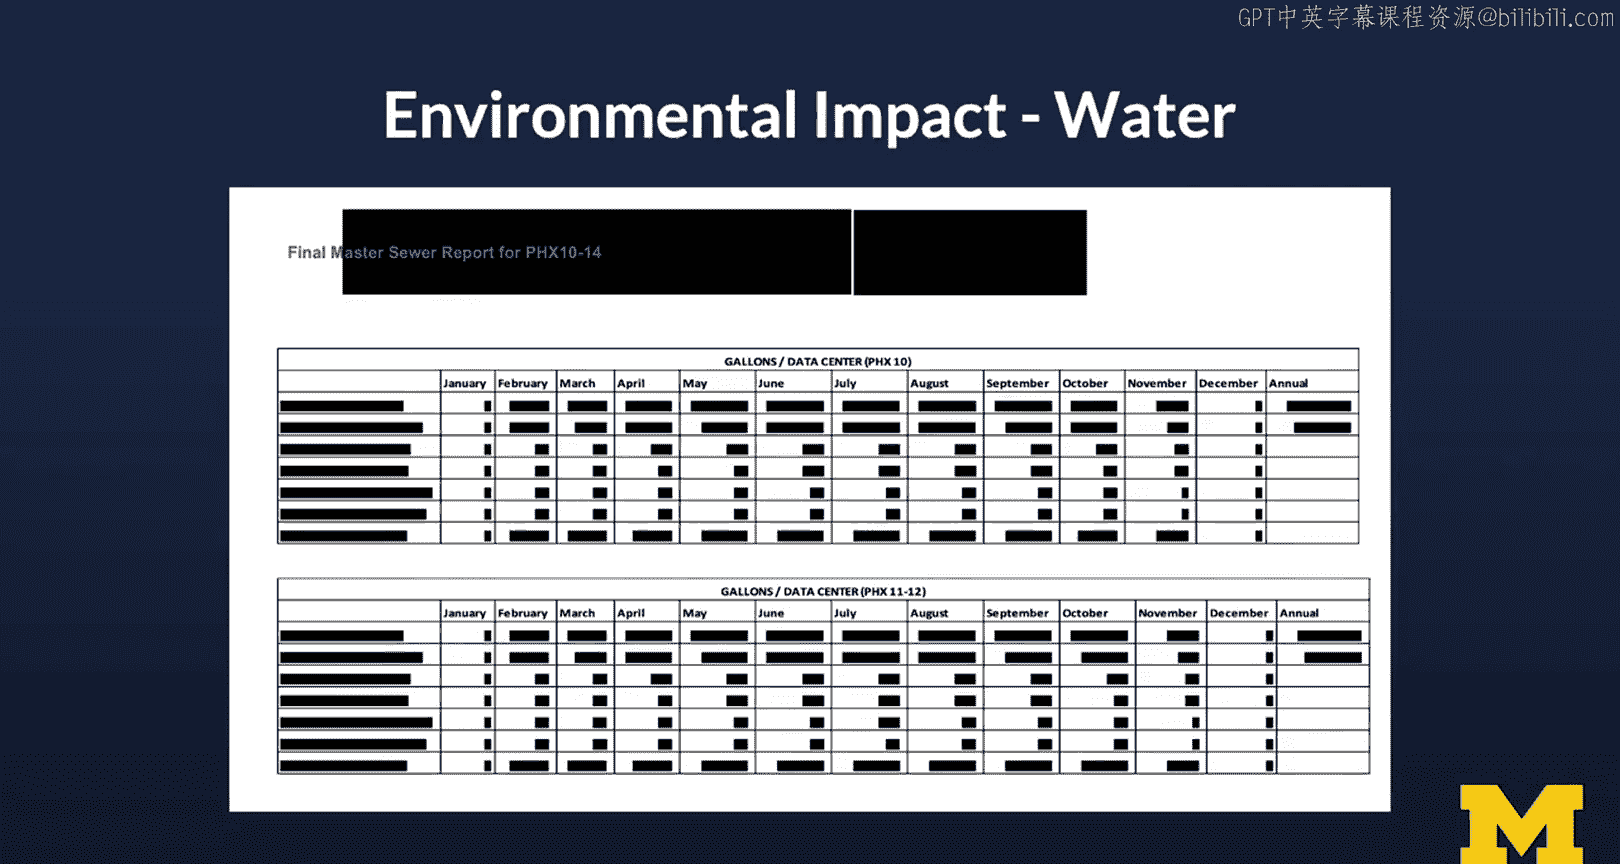 GPT中英字幕课程资源@bilibili.com
Environmental Impact - Water
Final Master Sewer Report for PHX10-14
GALLONS / DATA CENTER (PHX 10)
January February March April May June July August September October November December Annual
GALLONS / DATA CENTER (PHX 11-12)
January February March April May June July August September October November December Annual
M